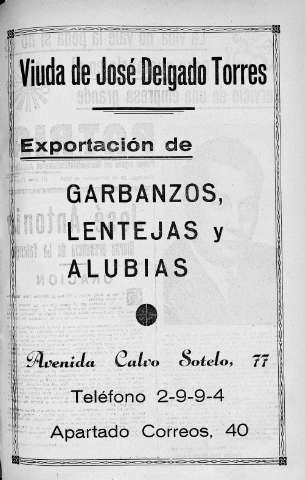 Viuda de José Delgado Torres
Exportación de
GARBANZOS,
LENTEJAS y
ALUBIAS
Avenida Calvo Sotelo, 77
Teléfono 2-9-9-4
Apartado Correos, 40